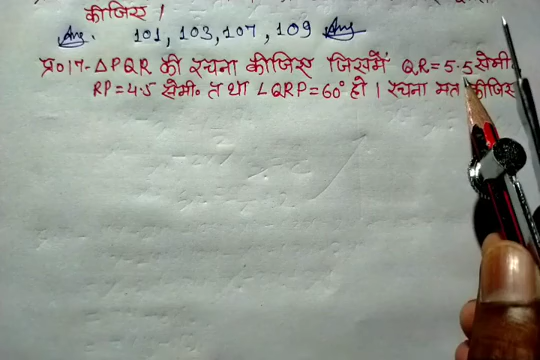 कीजिए।
Ans. 101, 103, 107, 109 Ans
प्र०17- ΔPQR की रचना कीजिए जिसमें QR = 5.5 सेमी०
RP = 4.5 सेमी० तथा ∠QRP = 60° हो। रचना मत कीजिए